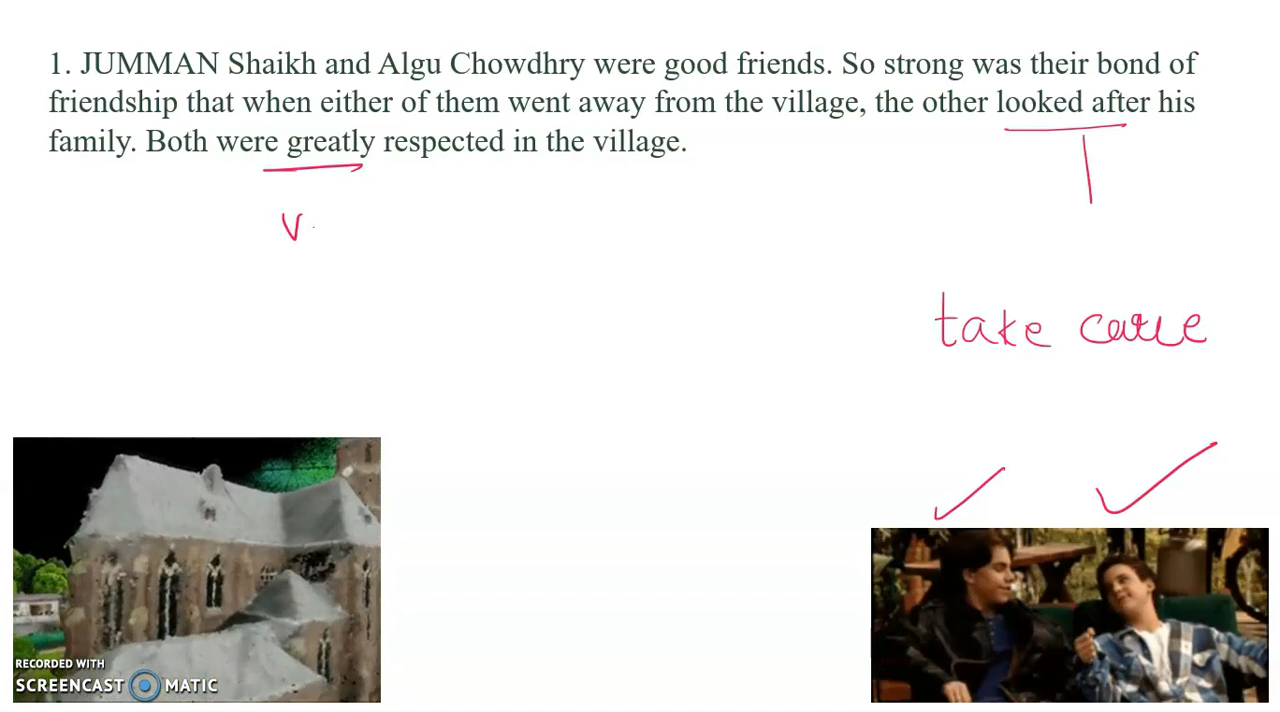 1. JUMMAN Shaikh and Algu Chowdhry were good friends. So strong was their bond of
friendship that when either of them went away from the village, the other looked after his
family. Both were greatly respected in the village.
v
take care
RECORDED WITH
SCREENCAST MATIC